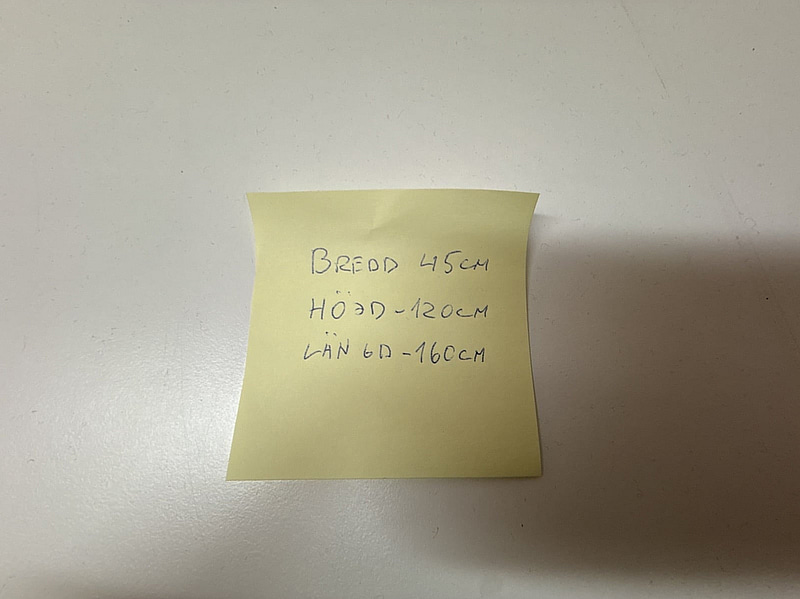 BREDD 45CM
HÖJD - 120CM
LÄNGD - 160CM